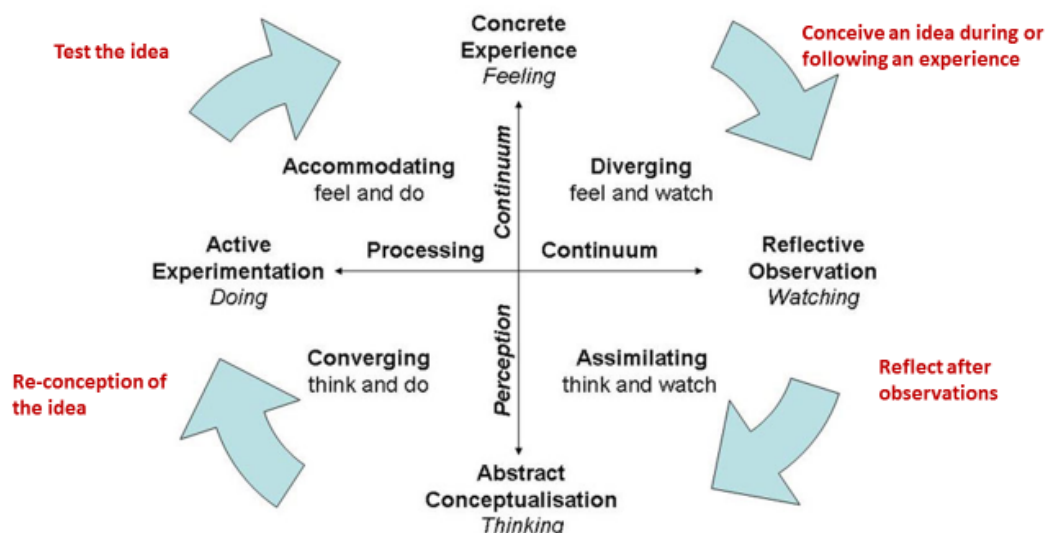 Test the idea
Concrete
Experience
Feeling
Conceive an idea during or
following an experience
Accommodating
feel and do
Continuum
Diverging
feel and watch
Active
Experimentation
Doing
Processing
Continuum
Reflective
Observation
Watching
Re-conception of
the idea
Converging
think and do
Perception
Assimilating
think and watch
Reflect after
observations
Abstract
Conceptualisation
Thinking